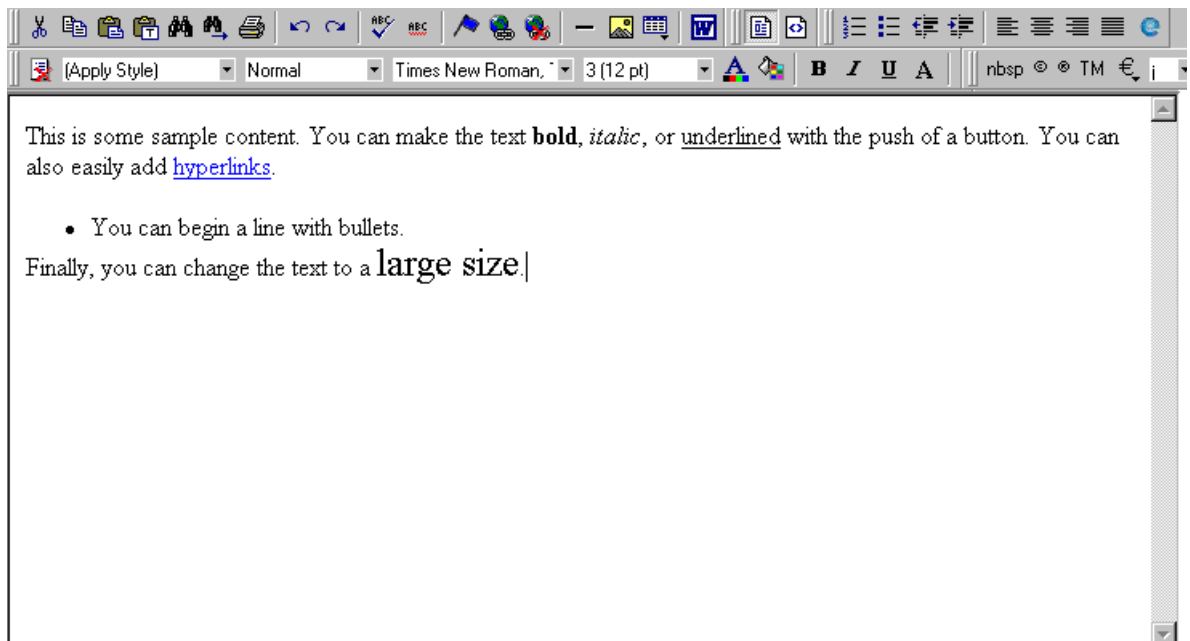 ABC ABC W
(Apply Style) Normal Times New Roman, 3 (12 pt) A B I U A nbsp © ® TM € ¡
This is some sample content. You can make the text bold, italic, or underlined with the push of a button. You can
also easily add hyperlinks.
• You can begin a line with bullets.
Finally, you can change the text to a large size.